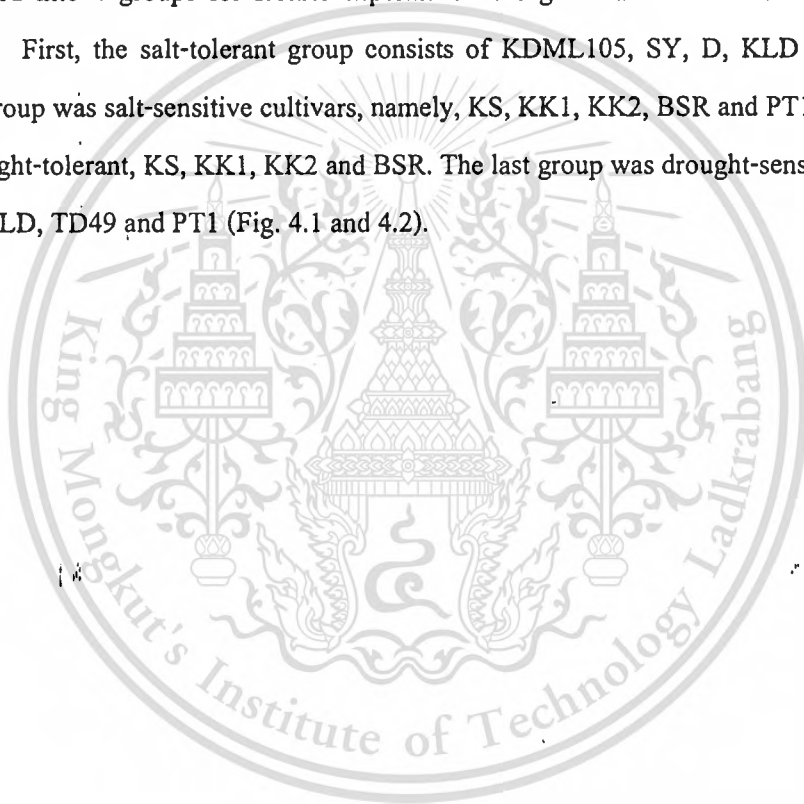 First, the salt-tolerant group consists of KDML105, SY, D, KLD
roup was salt-sensitive cultivars, namely, KS, KK1, KK2, BSR and PT1
ght-tolerant, KS, KK1, KK2 and BSR. The last group was drought-sens
LD, TD49 and PT1 (Fig. 4.1 and 4.2).
King Mongkut's Institute of Technology Ladkrabang